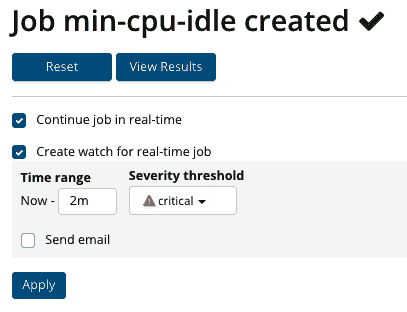 Job min-cpu-idle created
Reset View Results
Continue job in real-time
Create watch for real-time job
Time range Severity threshold
Now - 2m critical
Send email
Apply